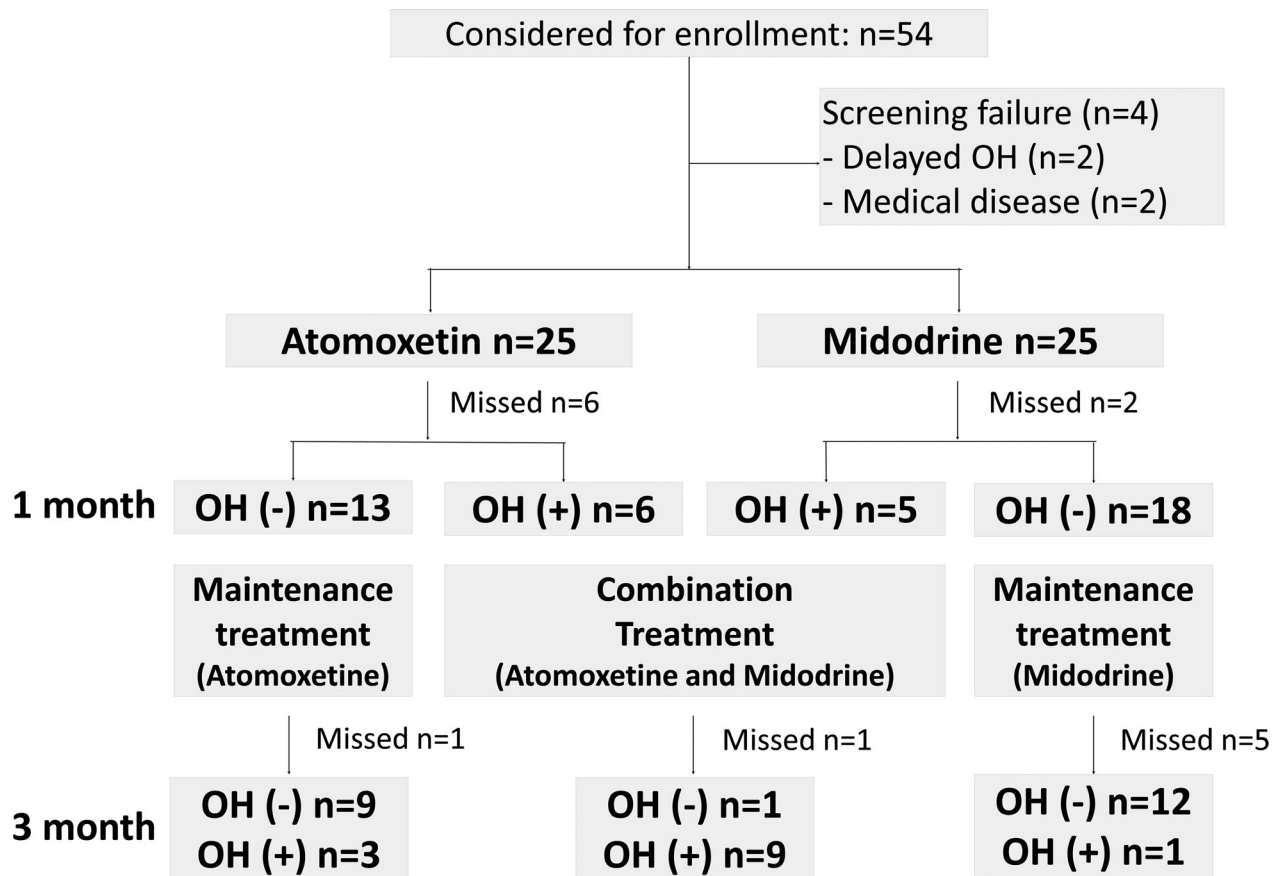 Considered for enrollment: n=54
Screening failure (n=4)
- Delayed OH (n=2)
- Medical disease (n=2)
Atomoxetin n=25
Midodrine n=25
Missed n=6
Missed n=2
1 month
OH (-) n=13
OH (+) n=6
OH (+) n=5
OH (-) n=18
Maintenance
treatment
(Atomoxetine)
Combination
Treatment
(Atomoxetine and Midodrine)
Maintenance
treatment
(Midodrine)
Missed n=1
Missed n=1
Missed n=5
3 month
OH (-) n=9
OH (+) n=3
OH (-) n=1
OH (+) n=9
OH (-) n=12
OH (+) n=1